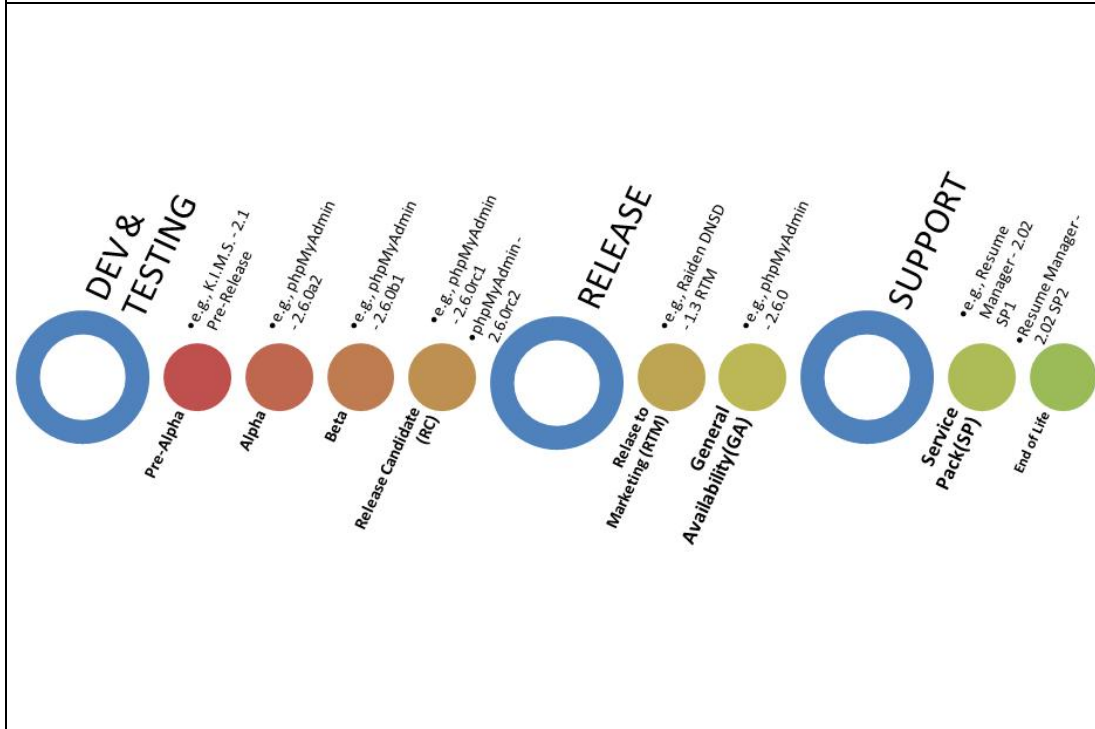 DEV &
TESTING
Pre-Alpha
•e.g., K.I.M.S. - 2.1
Pre-Release
Alpha
•e.g., phpMyAdmin
- 2.6.0a2
Beta
•e.g., phpMyAdmin
- 2.6.0b1
Release Candidate
(RC)
•e.g., phpMyAdmin
- 2.6.0rc1
•phpMyAdmin -
2.6.0rc2
RELEASE
Relase to
Marketing (RTM)
•e.g., Raiden DNSD
- 1.3 RTM
General
Availability(GA)
•e.g., phpMyAdmin
- 2.6.0
SUPPORT
Service
Pack(SP)
•e.g., Resume
Manager - 2.02
SP1
•Resume Manager -
2.02 SP2
End of Life